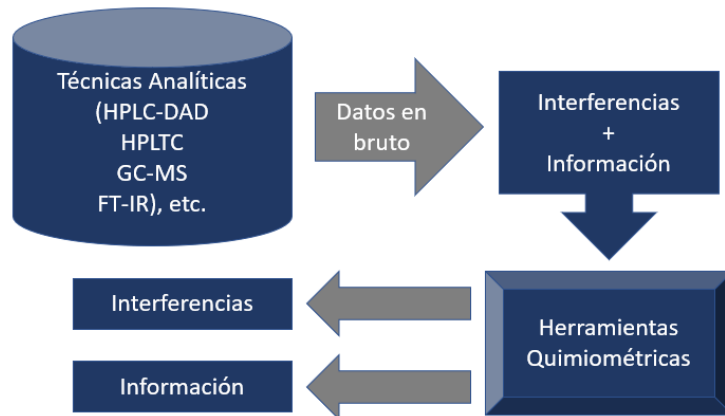 Técnicas Analíticas
(HPLC-DAD
HPLTC
GC-MS
FT-IR), etc.
Datos en
bruto
Interferencias
+
Información
Herramientas
Quimiométricas
Interferencias
Información